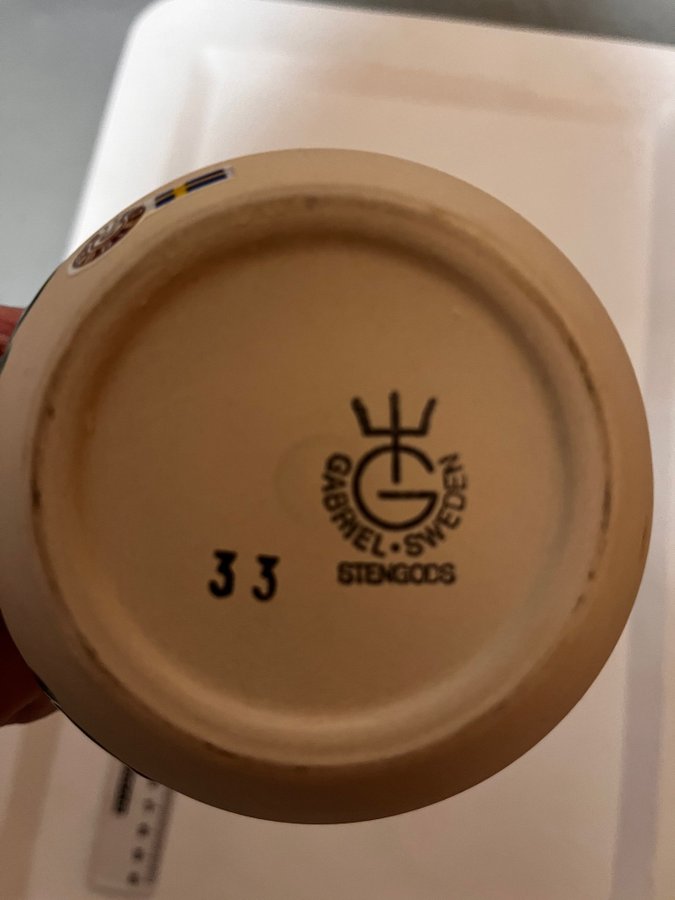 G
GABRIEL · SWEDEN
STENGODS
33